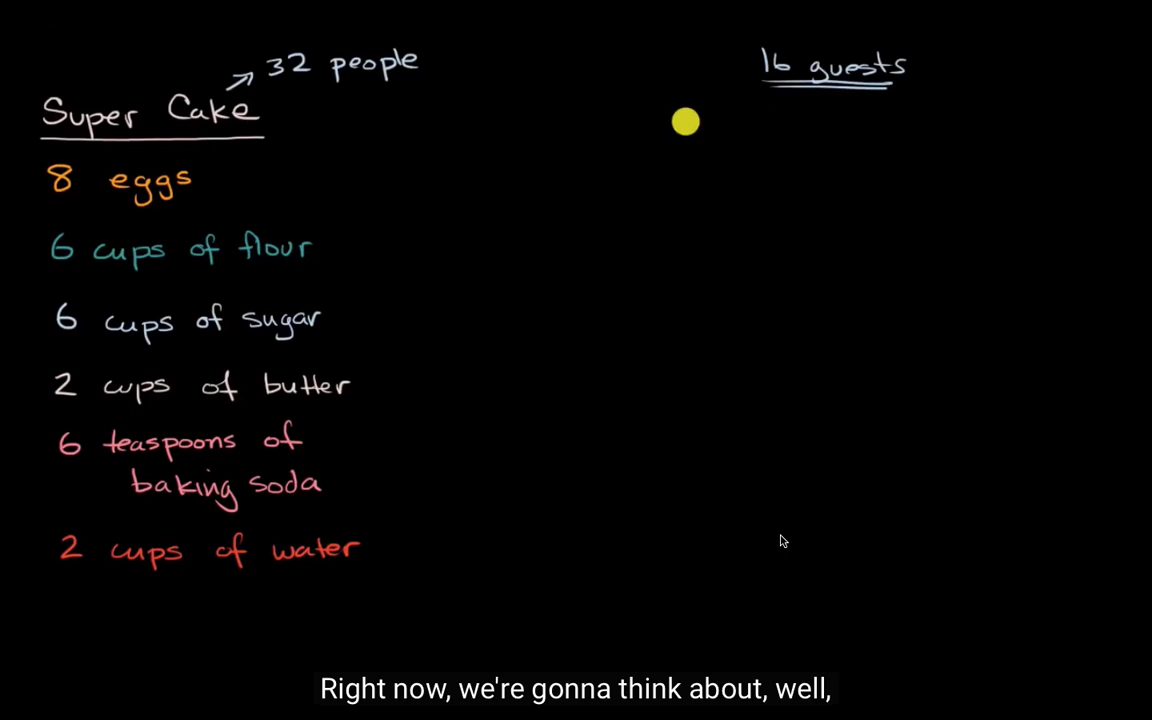 32 people
16 guests
Super Cake
8 eggs
6 cups of flour
6 cups of sugar
2 cups of butter
6 teaspoons of
baking soda
2 cups of water
Right now, we're gonna think about, well,